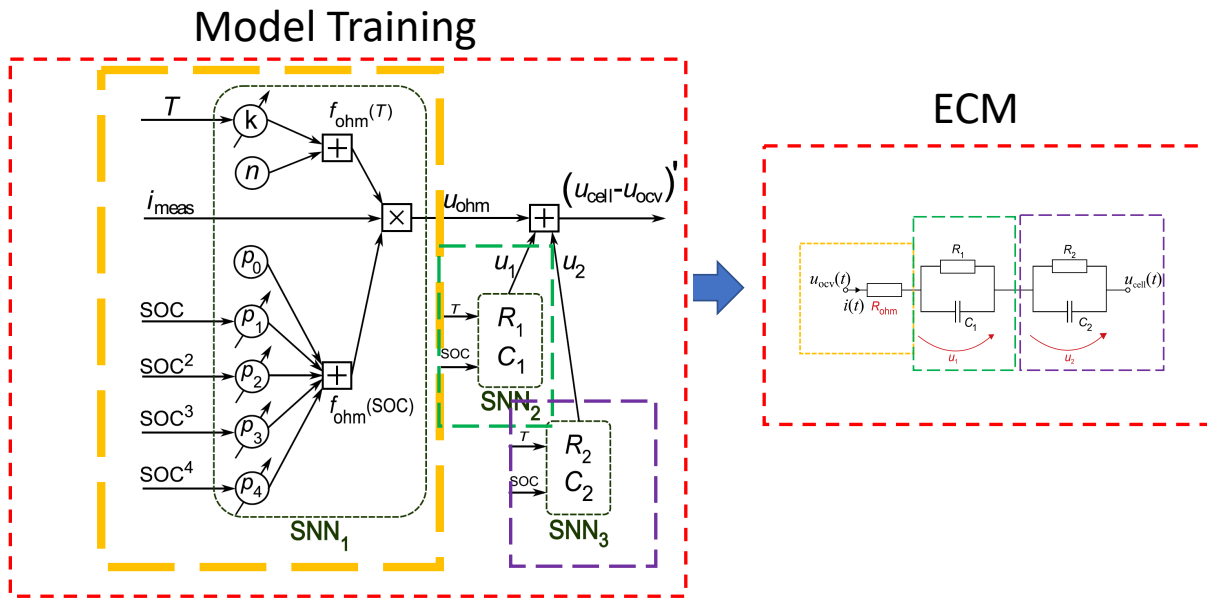 Model Training
T
k
f_ohm(T)
+
n
i_meas
×
u_ohm
+
(u_cell-u_ocv)'
p_0
SOC
p_1
SOC^2
p_2
+
SOC^3
p_3
f_ohm(SOC)
SOC^4
p_4
SNN_1
u_1
u_2
T
R_1
SOC
C_1
SNN_2
T
R_2
SOC
C_2
SNN_3
ECM
u_ocv(t)
i(t)
R_ohm
R_1
C_1
u_1
R_2
C_2
u_2
u_cell(t)